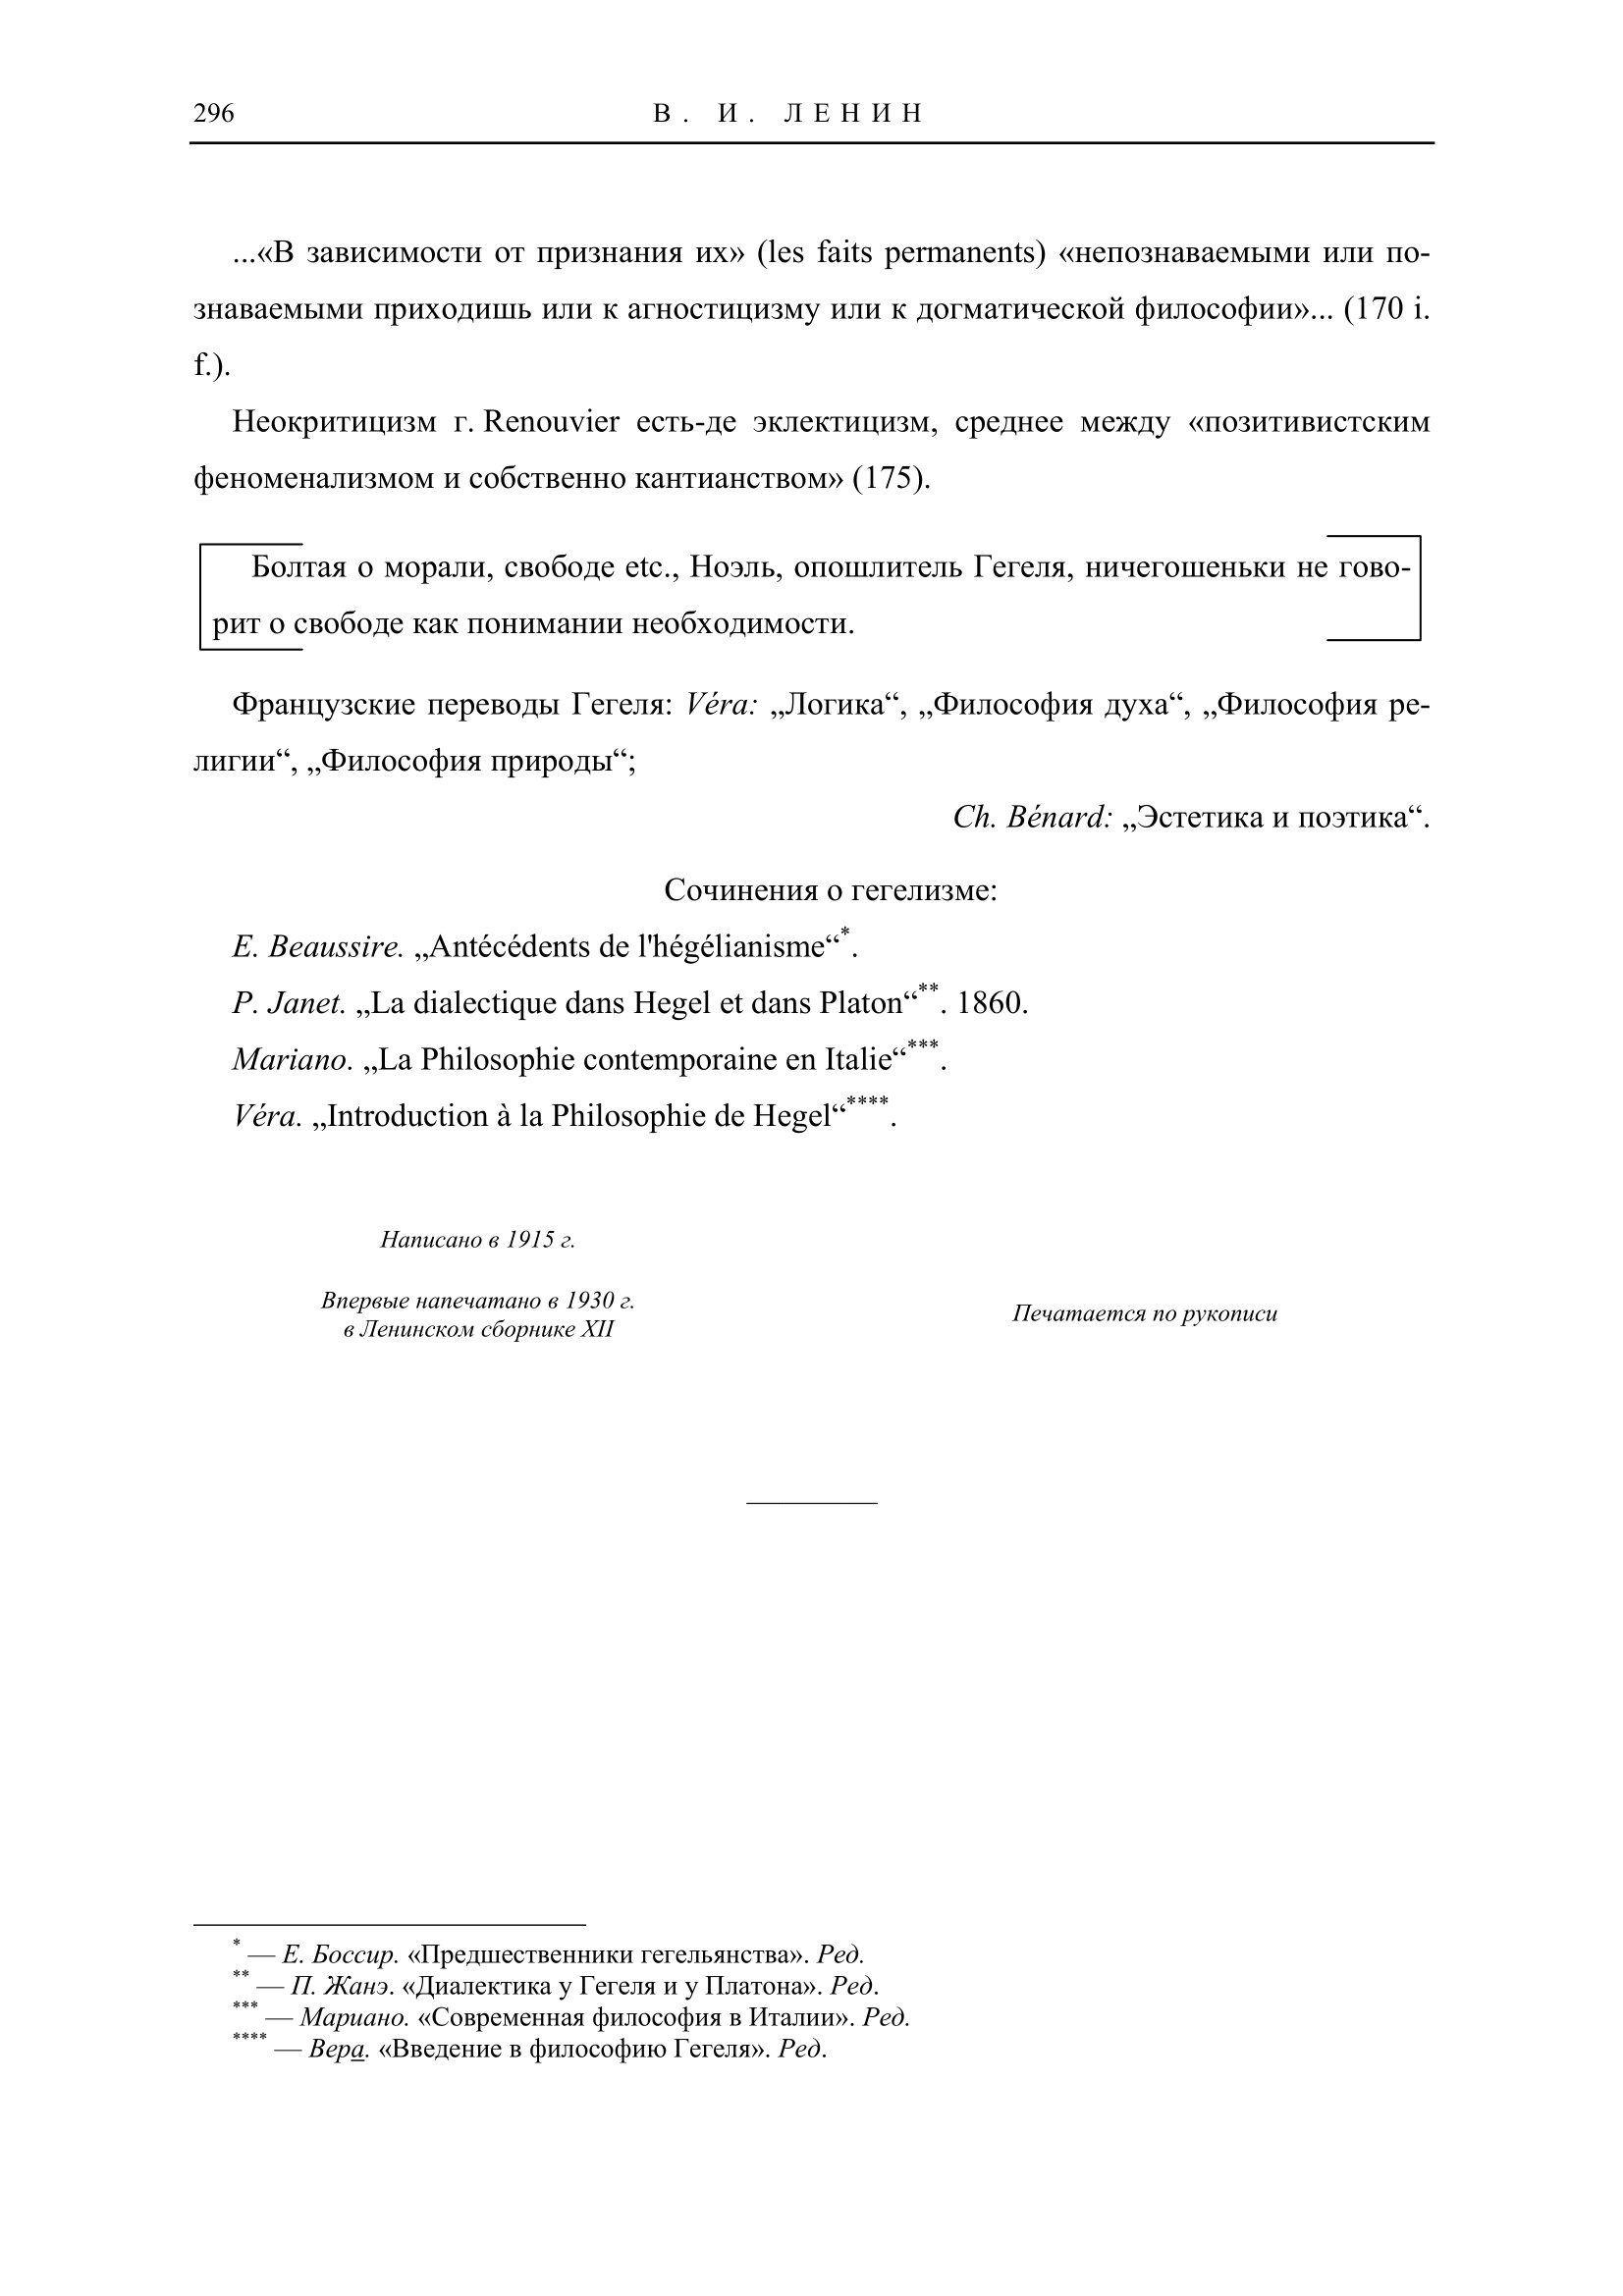 296
В. И. ЛЕНИН
...«В зависимости от признания их» (les faits permanents) «непознаваемыми или по-
знаваемыми приходишь или к агностицизму или к догматической философии»... (170 i.
f.).
Неокритицизм г. Renouvier есть-де эклектицизм, среднее между «позитивистским
феноменализмом и собственно кантианством» (175).
Болтая о морали, свободе etc., Ноэль, опошлитель Гегеля, ничегошеньки не гово-
рит о свободе как понимании необходимости.
Французские переводы Гегеля: Véra: „Логика“, „Философия духа“, „Философия ре-
лигии“, „Философия природы“;
Ch. Bénard: „Эстетика и поэтика“.
Сочинения о гегелизме:
E. Beaussire. „Antécédents de l'hégélianisme“*.
P. Janet. „La dialectique dans Hegel et dans Platon“**. 1860.
Mariano. „La Philosophie contemporaine en Italie“***.
Véra. „Introduction à la Philosophie de Hegel“****.
Написано в 1915 г.
Впервые напечатано в 1930 г.
в Ленинском сборнике XII
Печатается по рукописи
* — Е. Боссир. «Предшественники гегельянства». Ред.
** — П. Жанэ. «Диалектика у Гегеля и у Платона». Ред.
*** — Мариано. «Современная философия в Италии». Ред.
**** — Вера. «Введение в философию Гегеля». Ред.